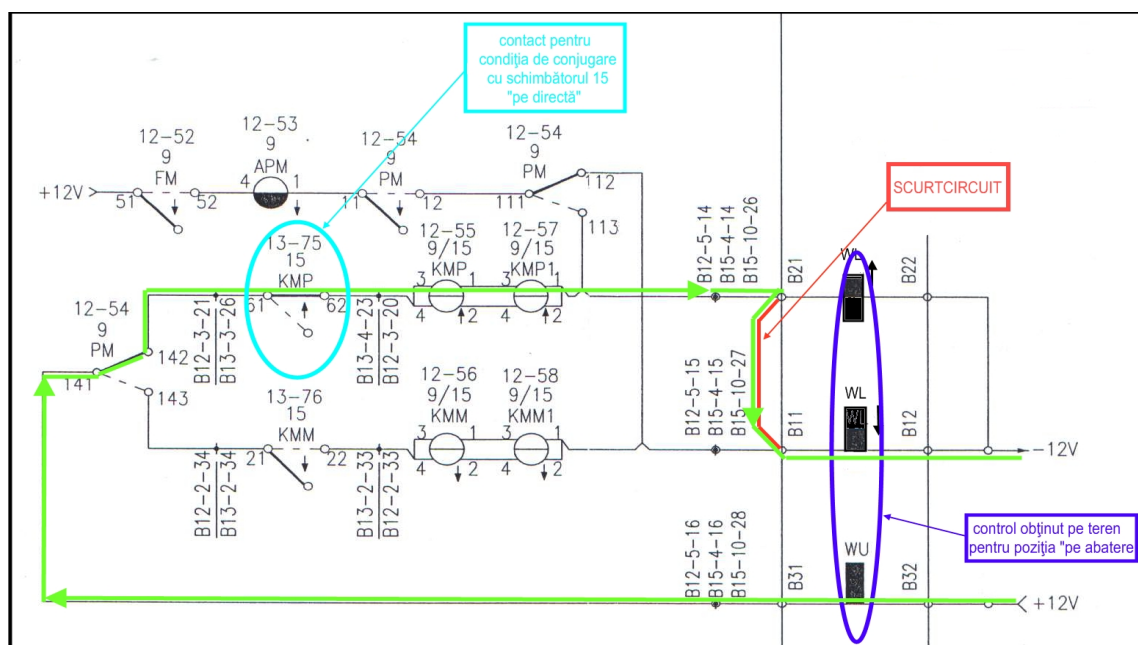 contact pentru
condiţia de conjugare
cu schimbătorul 15
"pe directă"
SCURTCIRCUIT
control obţinut pe teren
pentru poziţia "pe abatere
+12V
51
12-52
9
FM
52
12-53
9
APM
4
1
12-54
9
PM
11
12
12-54
9
PM
111
112
113
13-75
15
KMP
61
62
12-55
9/15
KMP
3
1
4
2
12-57
9/15
KMP1
3
1
4
2
B12-5-14
B15-4-14
B15-10-26
B21
WL
B22
12-54
9
PM
141
142
143
B12-3-21
B13-3-26
B13-4-23
B12-3-20
13-76
15
KMM
21
22
B12-2-34
B13-2-34
B13-2-33
B12-2-33
12-56
9/15
KMM
3
1
4
2
12-58
9/15
KMM1
3
1
4
2
B12-5-15
B15-4-15
B15-10-27
B11
WL
WL
B12
-12V
B12-5-16
B15-4-16
B15-10-28
B31
WU
B32
+12V